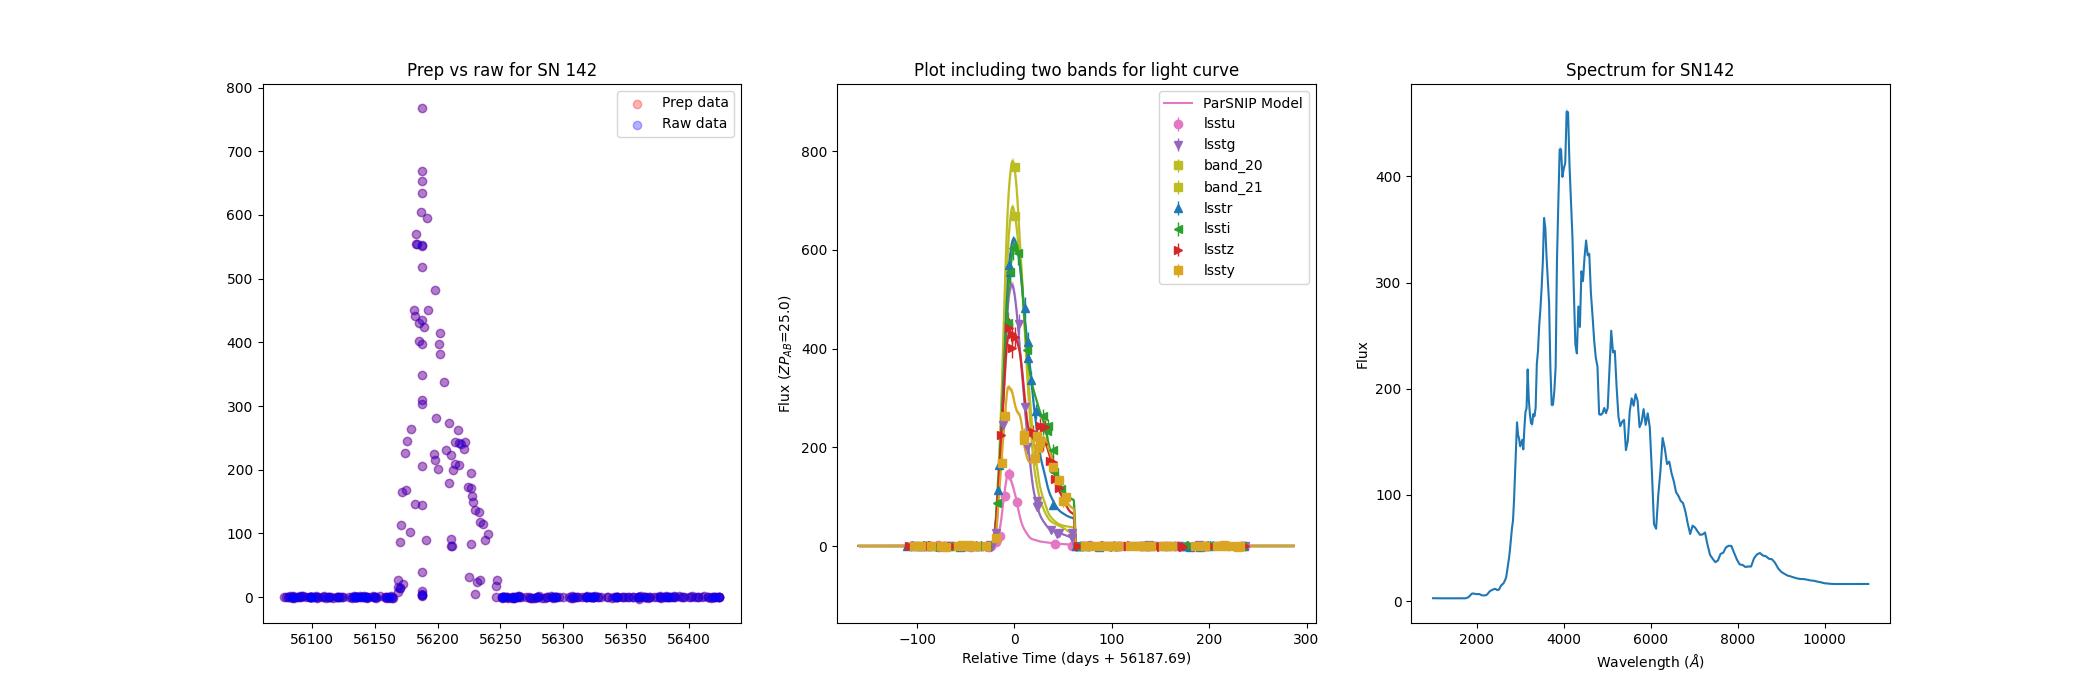 Prep vs raw for SN 142
800
700
600
500
400
300
200
100
0
56100
56150
56200
56250
56300
56350
56400
Prep data
Raw data
Plot including two bands for light curve
Flux (ZP_AB=25.0)
800
600
400
200
0
−100
0
100
200
300
Relative Time (days + 56187.69)
ParSNIP Model
lsstu
lsstg
band_20
band_21
lsstr
lssti
lsstz
lssty
Spectrum for SN142
Flux
400
300
200
100
0
2000
4000
6000
8000
10000
Wavelength (Å)